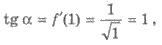 tg α = f′(1) = 1/√1 = 1 ,